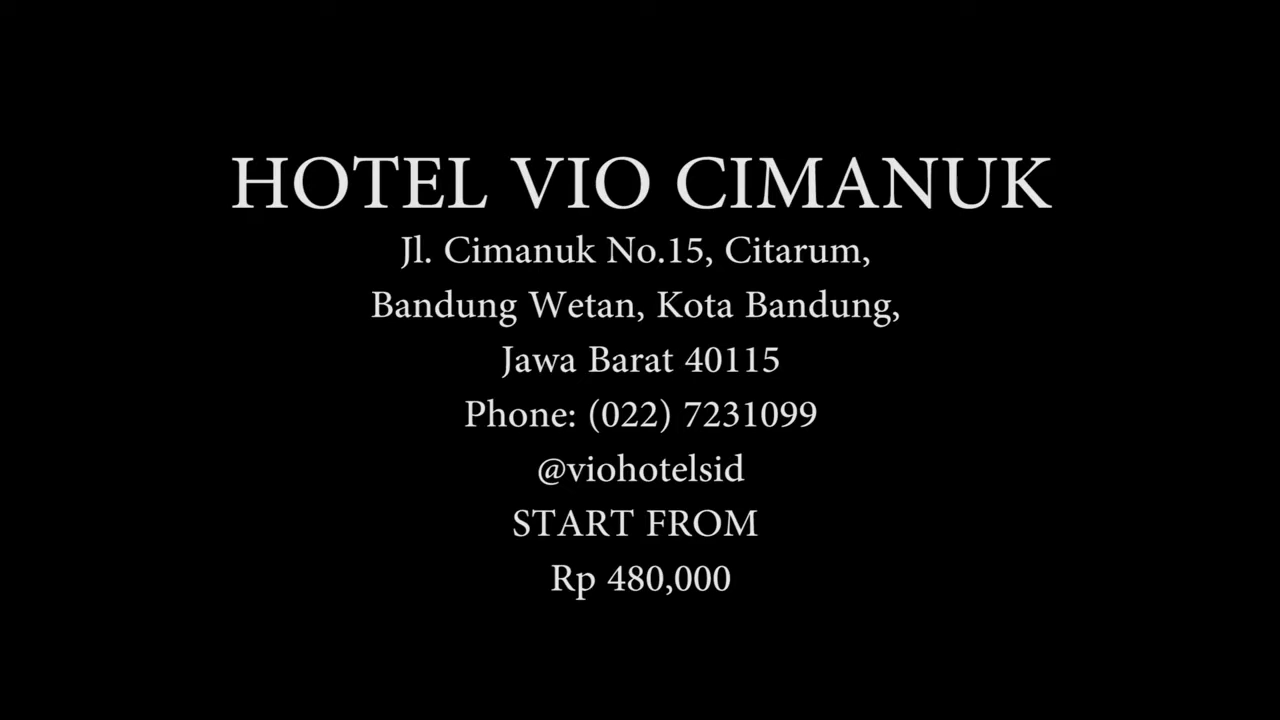 HOTEL VIO CIMANUK
Jl. Cimanuk No.15, Citarum,
Bandung Wetan, Kota Bandung,
Jawa Barat 40115
Phone: (022) 7231099
@viohotelsid
START FROM
Rp 480,000